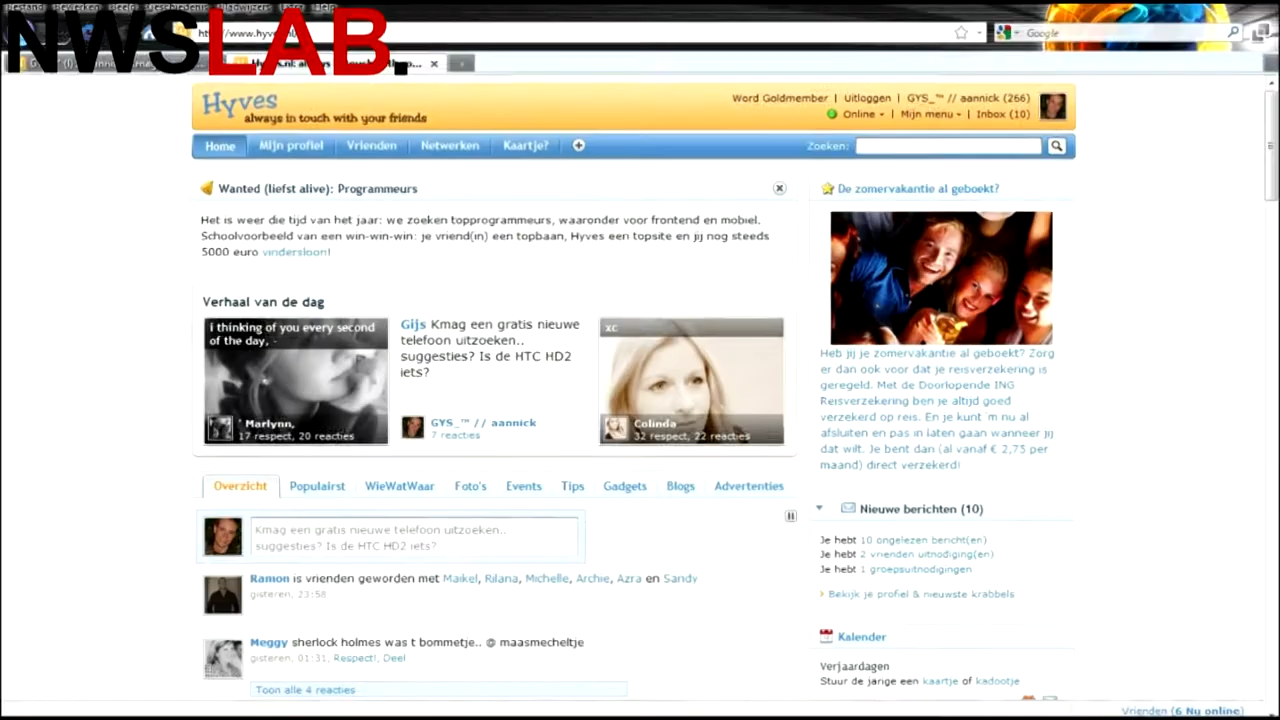 Bestand Bewerken Beeld Geschiedenis Bladwijzers Extra Help
NWSLAB.
http://www.hyves.nl
Google
Hyves
always in touch with your friends
Word Goldmember | Uitloggen | GYS_™ // aannick (266)
Online | Mijn menu | Inbox (10)
Home Mijn profiel Vrienden Netwerken Kaartje? Zoeken:
Wanted (liefst alive): Programmeurs
Het is weer die tijd van het jaar: we zoeken topprogrammeurs, waaronder voor frontend en mobiel.
Schoolvoorbeeld van een win-win-win: je vriend(in) een topbaan, Hyves een topsite en jij nog steeds
5000 euro vindersloon!
Verhaal van de dag
i thinking of you every second
of the day, -
' Marlynn,
17 respect, 20 reacties
Gijs Kmag een gratis nieuwe
telefoon uitzoeken..
suggesties? Is de HTC HD2
iets?
GYS_™ // aannick
7 reacties
xc
Colinda
32 respect, 22 reacties
Overzicht Populairst WieWatWaar Foto's Events Tips Gadgets Blogs Advertenties
Kmag een gratis nieuwe telefoon uitzoeken..
suggesties? Is de HTC HD2 iets?
Ramon is vrienden geworden met Maikel, Rilana, Michelle, Archie, Azra en Sandy
gisteren, 23:58
Meggy sherlock holmes was t bommetje.. @ maasmecheltje
gisteren, 01:31, Respect!, Deel
Toon alle 4 reacties
De zomervakantie al geboekt?
Heb jij je zomervakantie al geboekt? Zorg
er dan ook voor dat je reisverzekering is
geregeld. Met de Doorlopende ING
Reisverzekering ben je altijd goed
verzekerd op reis. En je kunt 'm nu al
afsluiten en pas in laten gaan wanneer jij
dat wilt. Je bent dan (al vanaf € 2,75 per
maand) direct verzekerd!
Nieuwe berichten (10)
Je hebt 10 ongelezen bericht(en)
Je hebt 2 vrienden uitnodiging(en)
Je hebt 1 groepsuitnodigingen
Bekijk je profiel & nieuwste krabbels
Kalender
Verjaardagen
Stuur de jarige een kaartje of kadootje
Vrienden (6 Nu online)